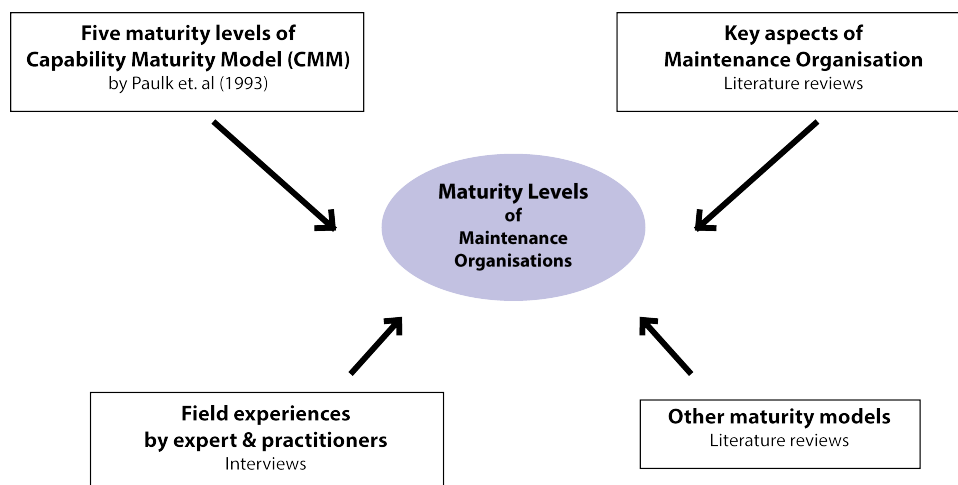 Five maturity levels of
Capability Maturity Model (CMM)
by Paulk et. al (1993)
Key aspects of
Maintenance Organisation
Literature reviews
Maturity Levels
of
Maintenance
Organisations
Field experiences
by expert & practitioners
Interviews
Other maturity models
Literature reviews